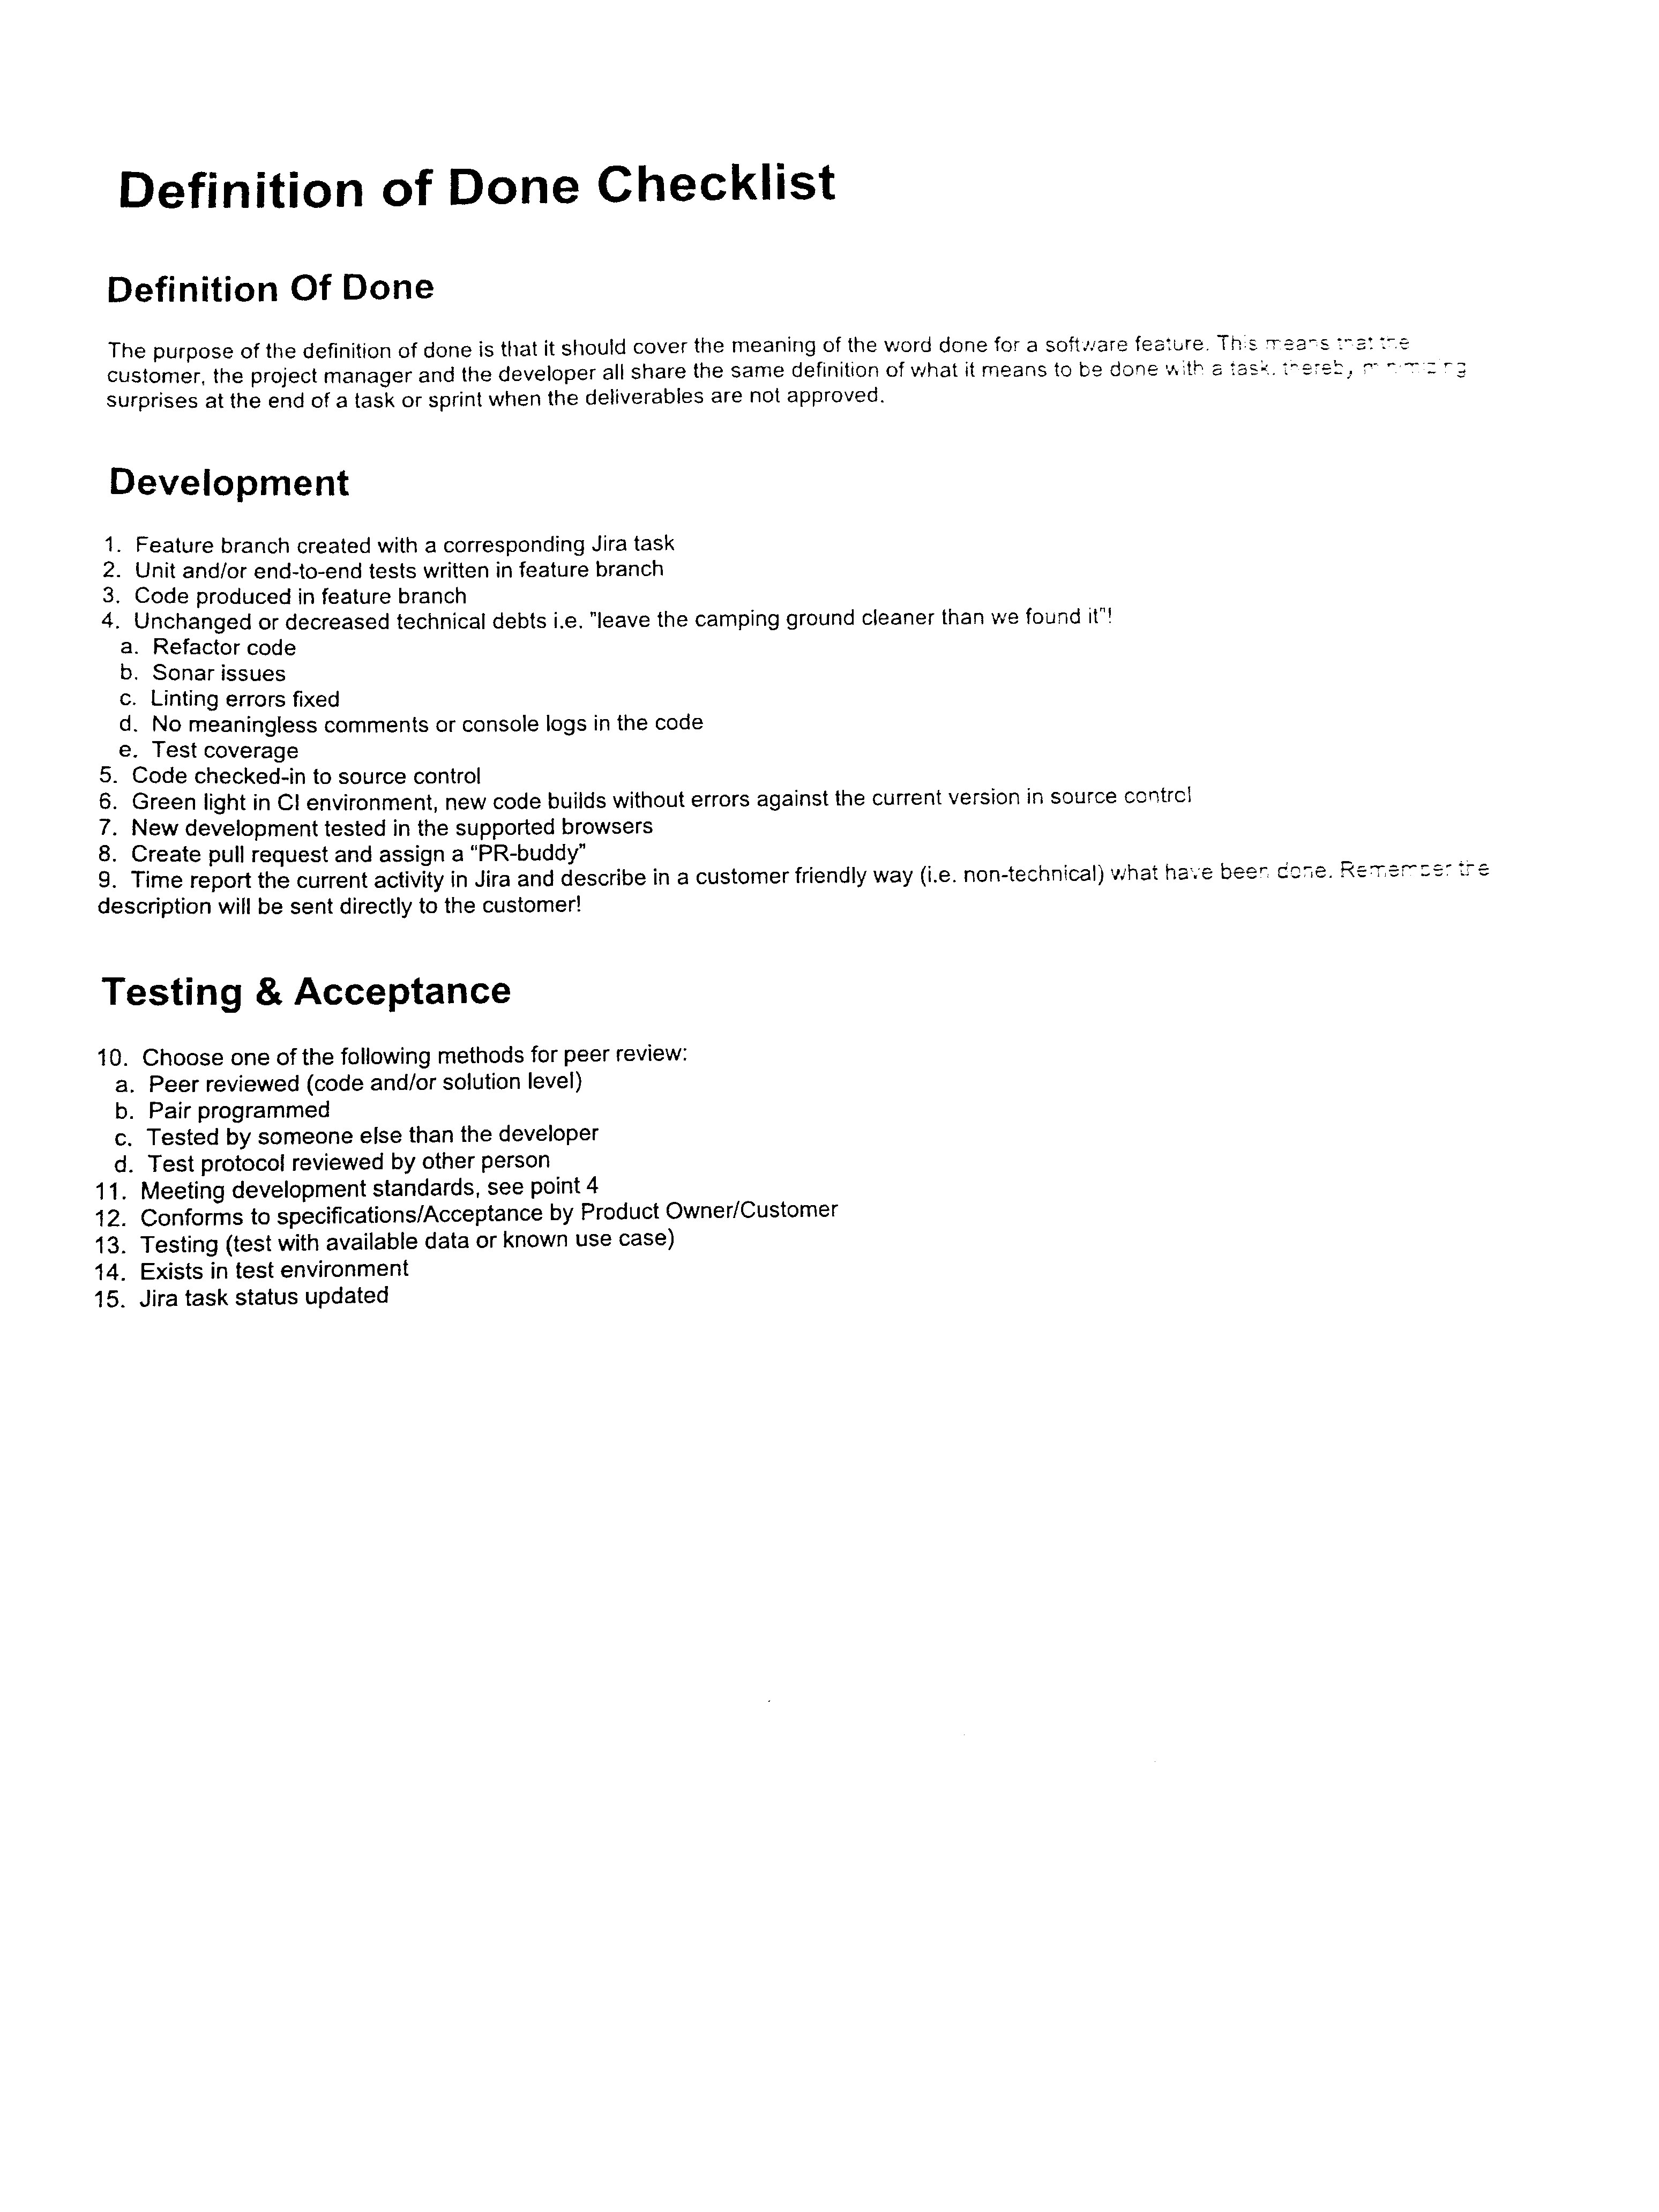 Definition of Done Checklist
Definition Of Done
The purpose of the definition of done is that it should cover the meaning of the word done for a software feature. This means that the
customer, the project manager and the developer all share the same definition of what it means to be done with a task, thereby minimizing
surprises at the end of a task or sprint when the deliverables are not approved.
Development
1. Feature branch created with a corresponding Jira task
2. Unit and/or end-to-end tests written in feature branch
3. Code produced in feature branch
4. Unchanged or decreased technical debts i.e. "leave the camping ground cleaner than we found it"!
a. Refactor code
b. Sonar issues
c. Linting errors fixed
d. No meaningless comments or console logs in the code
e. Test coverage
5. Code checked-in to source control
6. Green light in CI environment, new code builds without errors against the current version in source control
7. New development tested in the supported browsers
8. Create pull request and assign a “PR-buddy”
9. Time report the current activity in Jira and describe in a customer friendly way (i.e. non-technical) what have been done. Remember the
description will be sent directly to the customer!
Testing & Acceptance
10. Choose one of the following methods for peer review:
a. Peer reviewed (code and/or solution level)
b. Pair programmed
c. Tested by someone else than the developer
d. Test protocol reviewed by other person
11. Meeting development standards, see point 4
12. Conforms to specifications/Acceptance by Product Owner/Customer
13. Testing (test with available data or known use case)
14. Exists in test environment
15. Jira task status updated